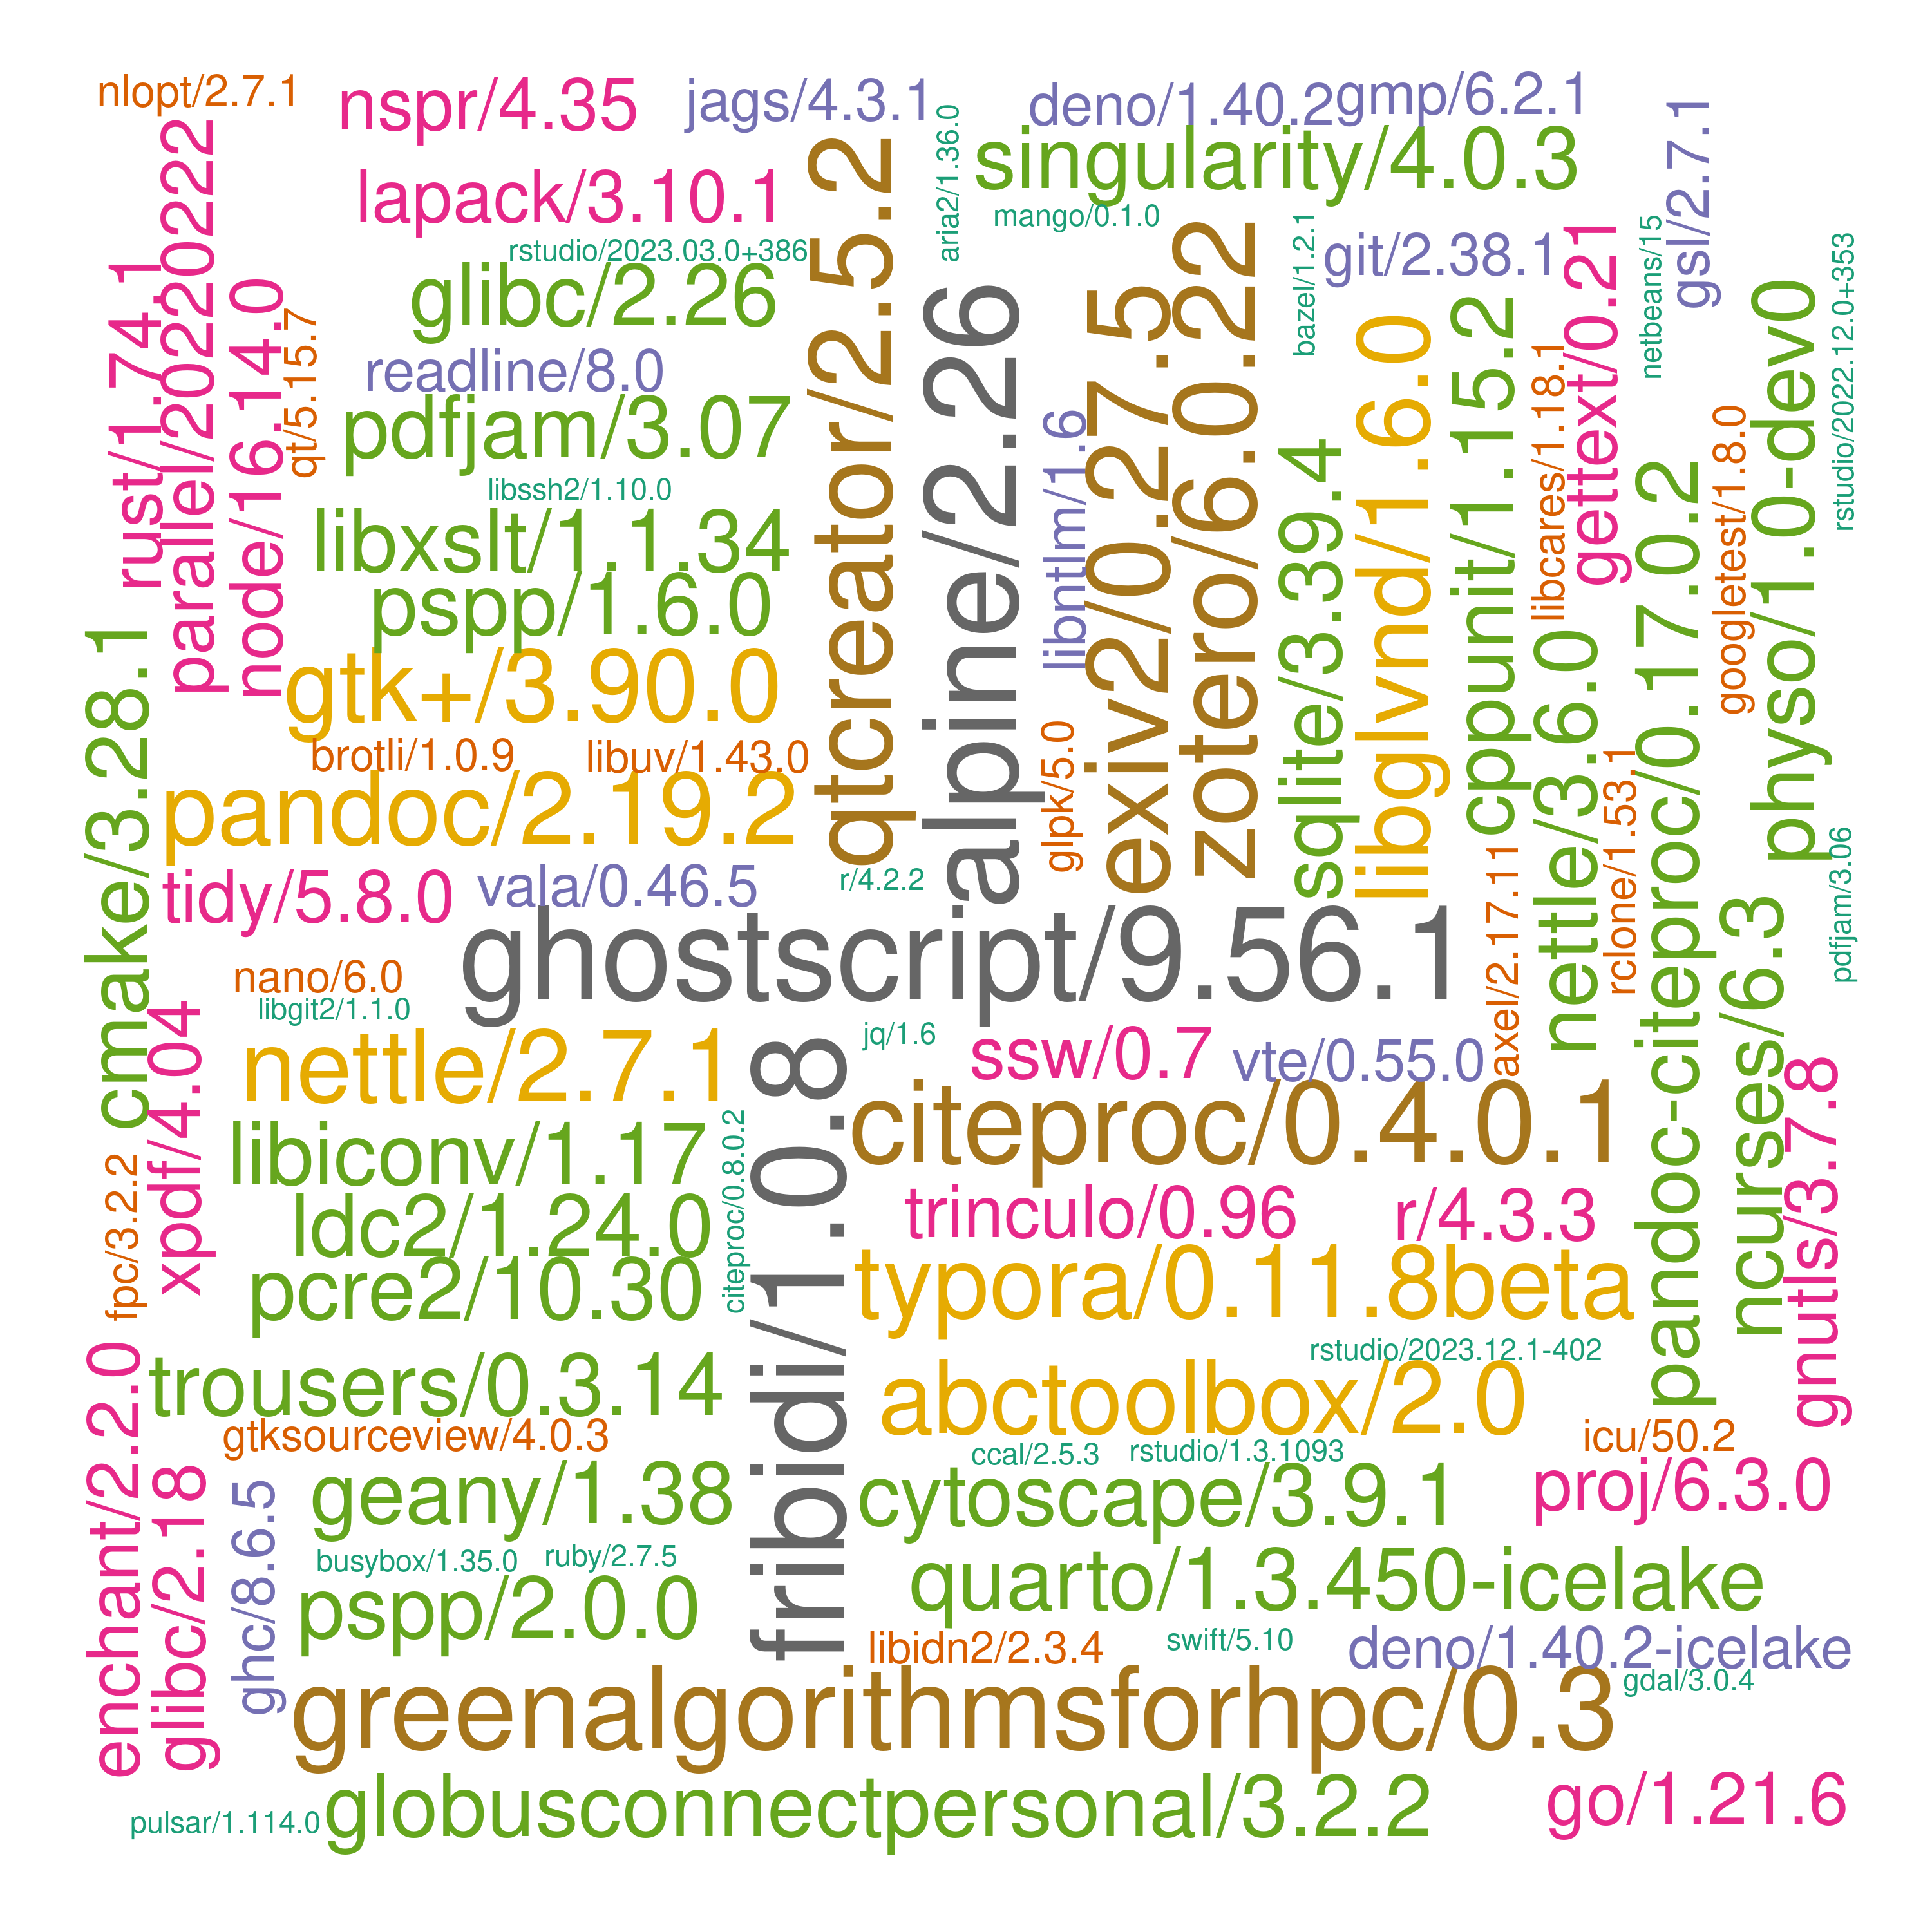 nlopt/2.7.1
nspr/4.35
jags/4.3.1
deno/1.40.2
gmp/6.2.1
aria2/1.36.0
singularity/4.0.3
gsl/2.7.1
parallel/20220222
lapack/3.10.1
qtcreator/2.5.2
mango/0.1.0
bazel/1.2.1
git/2.38.1
gettext/0.21
netbeans/15
rstudio/2022.12.0+353
rstudio/2023.03.0+386
rust/1.74.1
node/16.14.0
qt/5.15.7
glibc/2.26
alpine/2.26
exiv2/0.27.5
zotero/6.0.22
libglvnd/1.6.0
cppunit/1.15.2
physo/1.0-dev0
readline/8.0
libcares/1.18.1
pdfjam/3.07
libntlm/1.6
sqlite/3.39.4
pandoc-citeproc/0.17.0.2
googletest/1.8.0
libssh2/1.10.0
libxslt/1.1.34
pspp/1.6.0
cmake/3.28.1
nettle/3.6.0
gtk+/3.90.0
brotli/1.0.9
libuv/1.43.0
glpk/5.0
rclone/1.53.1
pandoc/2.19.2
pdfjam/3.06
tidy/5.8.0
vala/0.46.5
r/4.2.2
axel/2.17.11
ncurses/6.3
ghostscript/9.56.1
nano/6.0
libgit2/1.1.0
xpdf/4.04
nettle/2.7.1
fribidi/1.0.8
jq/1.6
ssw/0.7
vte/0.55.0
gnutls/3.7.8
citeproc/0.4.0.1
libiconv/1.17
citeproc/0.8.0.2
fpc/3.2.2
ldc2/1.24.0
trinculo/0.96
r/4.3.3
pcre2/10.30
typora/0.11.8beta
enchant/2.2.0
trousers/0.3.14
rstudio/2023.12.1-402
abctoolbox/2.0
gtksourceview/4.0.3
icu/50.2
ccal/2.5.3
rstudio/1.3.1093
glibc/2.18
ghc/8.6.5
geany/1.38
cytoscape/3.9.1
proj/6.3.0
busybox/1.35.0
ruby/2.7.5
quarto/1.3.450-icelake
pspp/2.0.0
libidn2/2.3.4
swift/5.10
deno/1.40.2-icelake
greenalgorithmsforhpc/0.3
gdal/3.0.4
globusconnectpersonal/3.2.2
go/1.21.6
pulsar/1.114.0